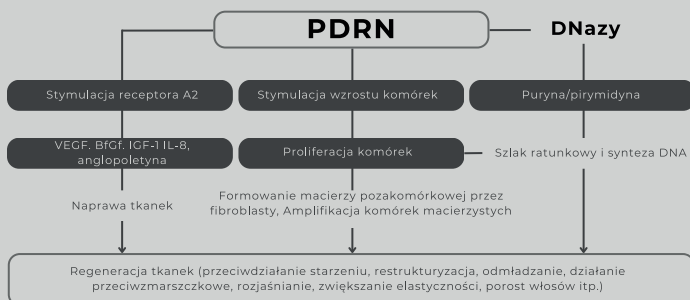 PDRN
DNazy
Stymulacja receptora A2
Stymulacja wzrostu komórek
Puryna/pirymidyna
VEGF. BfGf. IGF-1 IL-8,
anglopoletyna
Proliferacja komórek
Szlak ratunkowy i synteza DNA
Naprawa tkanek
Formowanie macierzy pozakomórkowej przez
fibroblasty, Amplifikacja komórek macierzystych
Regeneracja tkanek (przeciwdziałanie starzeniu, restrukturyzacja, odmładzanie, działanie
przeciwzmarszczkowe, rozjaśnianie, zwiększanie elastyczności, porost włosów itp.)